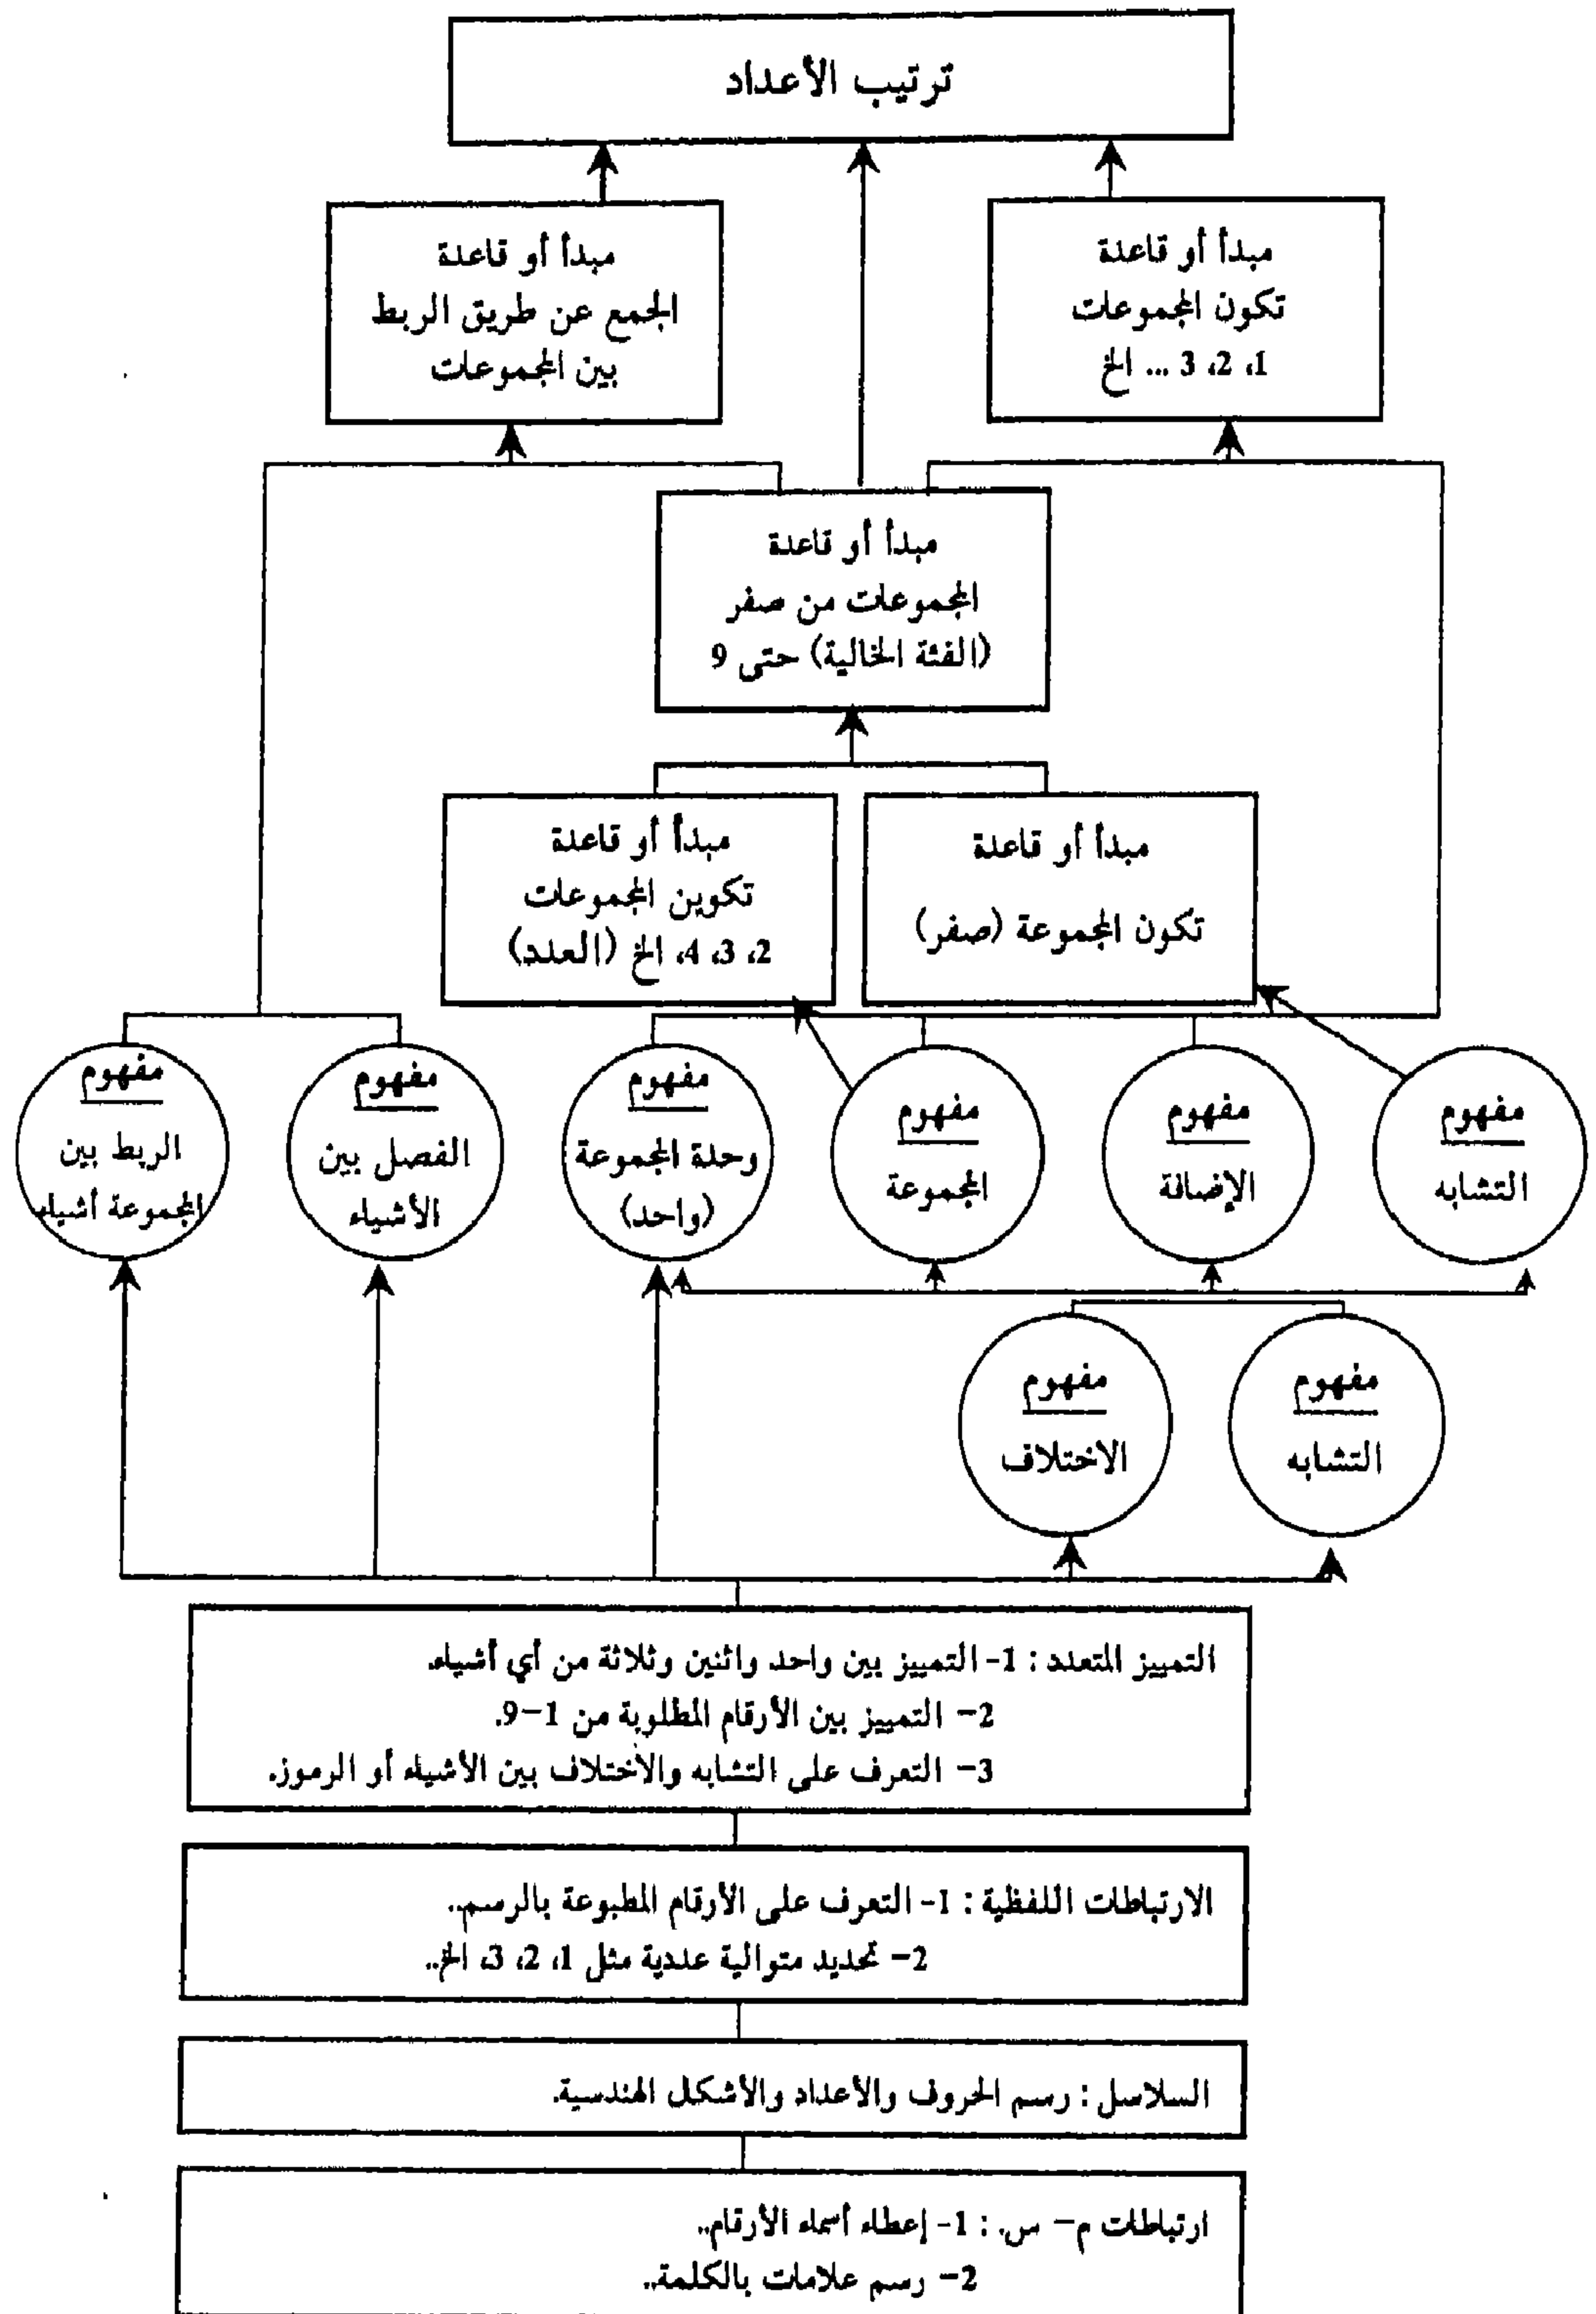 ترتيب الأعداد
مبدأ أو قاعدة
تكون المجموعات
1، 2، 3 ... الخ
مبدأ أو قاعدة
الجمع عن طريق الربط
بين المجموعات
مبدأ أو قاعدة
المجموعات من صفر
(الفئة الخالية) حتى 9
مبدأ أو قاعدة
تكون المجموعة (صفر)
مبدأ أو قاعدة
تكوين المجموعات
2، 3، 4، الخ (العدد)
مفهوم
التشابه
مفهوم
الإضافة
مفهوم
المجموعة
مفهوم
وحدة المجموعة
(واحد)
مفهوم
الفصل بين
الأشياء
مفهوم
الربط بين
المجموعة أشياء
مفهوم
التشابه
مفهوم
الاختلاف
التمييز المتعدد : 1- التمييز بين واحد واثنين وثلاثة من أي أشياء.
2- التمييز بين الأرقام المطلوبة من 1-9.
3- التعرف على التشابه والاختلاف بين الأشياء أو الرموز.
الارتباطات اللفظية : 1- التعرف على الأرقام المطبوعة بالرسم..
2- تحديد متوالية عددية مثل 1، 2، 3، الخ..
السلاسل : رسم الحروف والأعداد والأشكال الهندسية.
ارتباطات م- س. : 1- إعطاء أسماء الأرقام..
2- رسم علامات بالكلمة..